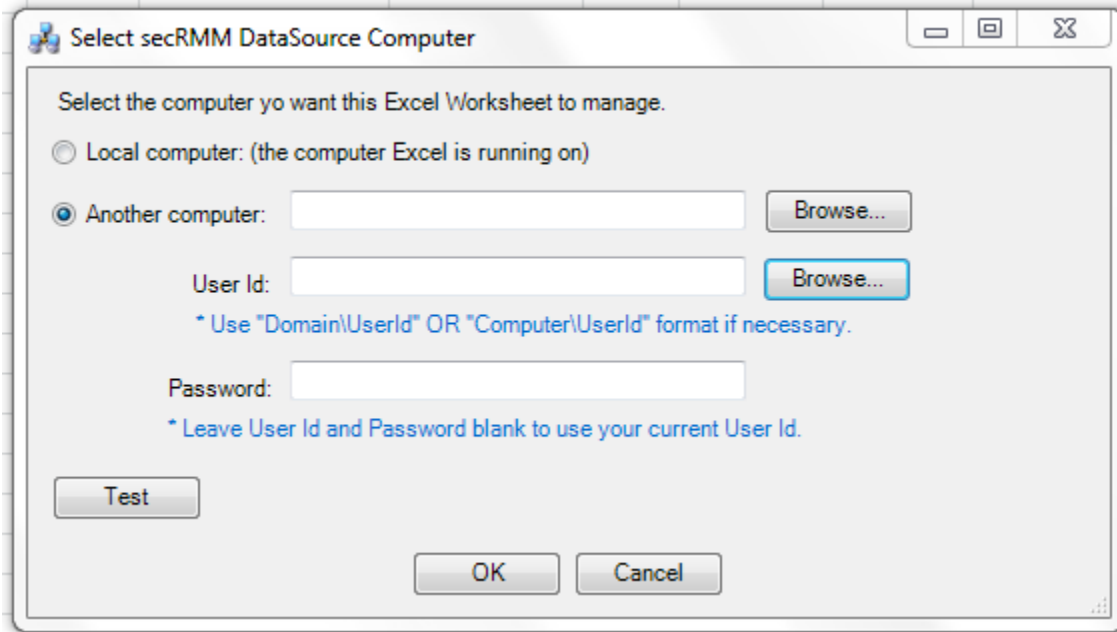 Select secRMM DataSource Computer
Select the computer yo want this Excel Worksheet to manage.
Local computer: (the computer Excel is running on)
Another computer:
Browse...
User Id:
Browse...
* Use "Domain\UserId" OR "Computer\UserId" format if necessary.
Password:
* Leave User Id and Password blank to use your current User Id.
Test
OK
Cancel